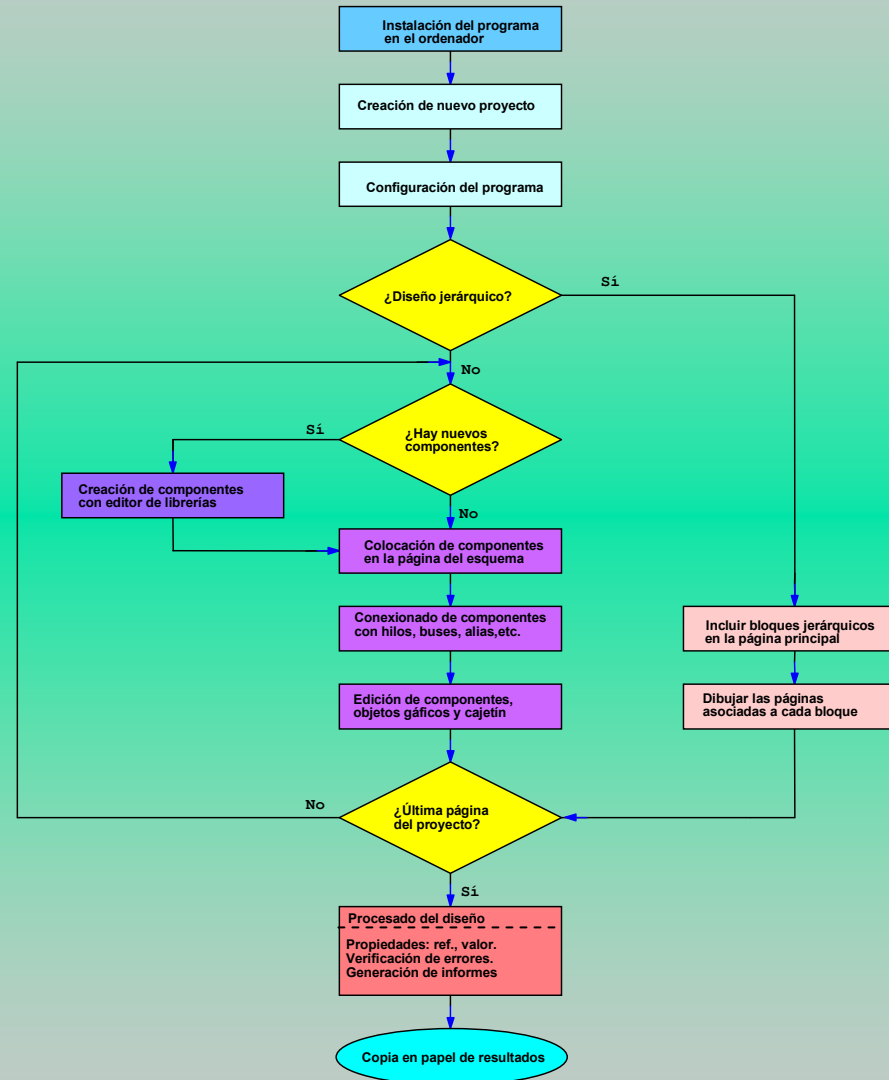 Instalación del programa
en el ordenador
Creación de nuevo proyecto
Configuración del programa
¿Diseño jerárquico?
Sí
No
¿Hay nuevos
componentes?
Sí
Creación de componentes
con editor de librerías
No
Colocación de componentes
en la página del esquema
Conexionado de componentes
con hilos, buses, alias,etc.
Incluir bloques jerárquicos
en la página principal
Edición de componentes,
objetos gáficos y cajetín
Dibujar las páginas
asociadas a cada bloque
No
¿Última página
del proyecto?
Sí
Procesado del diseño
Propiedades: ref., valor.
Verificación de errores.
Generación de informes
Copia en papel de resultados